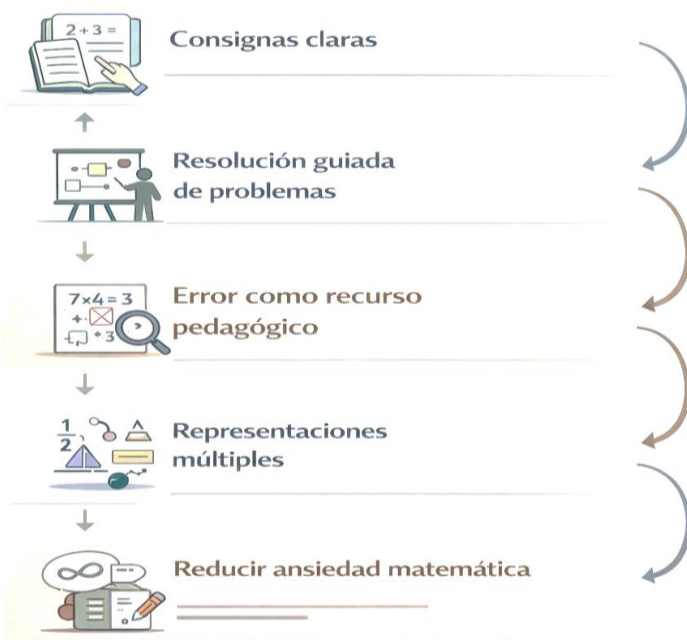 2+3=
Consignas claras
Resolución guiada
de problemas
7×4=3
Error como recurso
pedagógico
3
1
2
Representaciones
múltiples
∞
Reducir ansiedad matemática